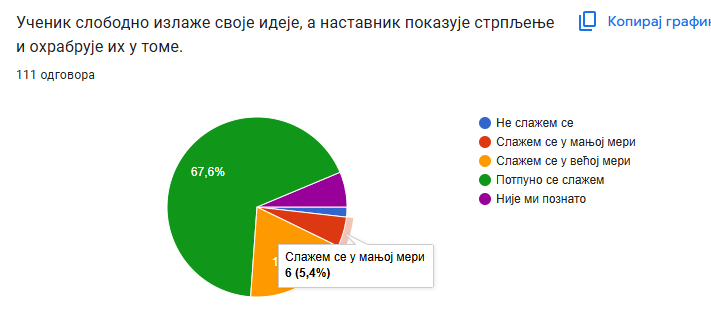 Ученик слободно излаже своје идеје, а наставник показује стрпљење
и охрабрује их у томе.
Копирај графи
111 одговора
Не слажем се
Слажем се у мањој мери
Слажем се у већој мери
Потпуно се слажем
Није ми познато
67,6%
Слажем се у мањој мери
6 (5,4%)